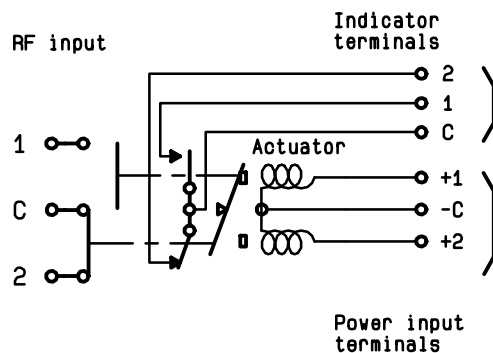 RF input
Indicator
terminals
2
1
C
Actuator
1
C
2
+1
-C
+2
Power input
terminals